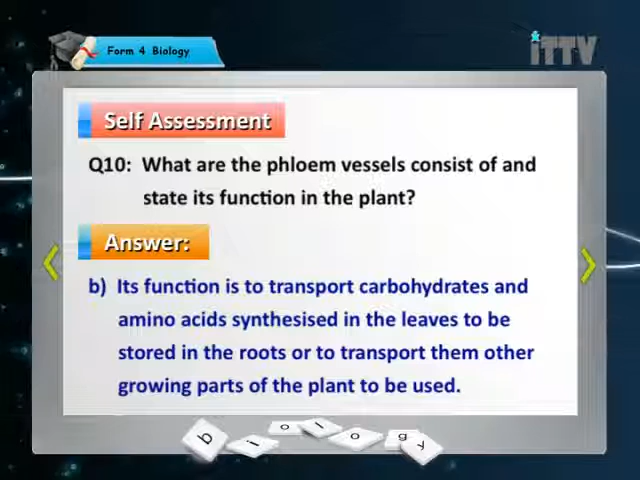 Form 4 Biology
iTTV
Self Assessment
Q10: What are the phloem vessels consist of and
state its function in the plant?
Answer:
b) Its function is to transport carbohydrates and
amino acids synthesised in the leaves to be
stored in the roots or to transport them other
growing parts of the plant to be used.
biology